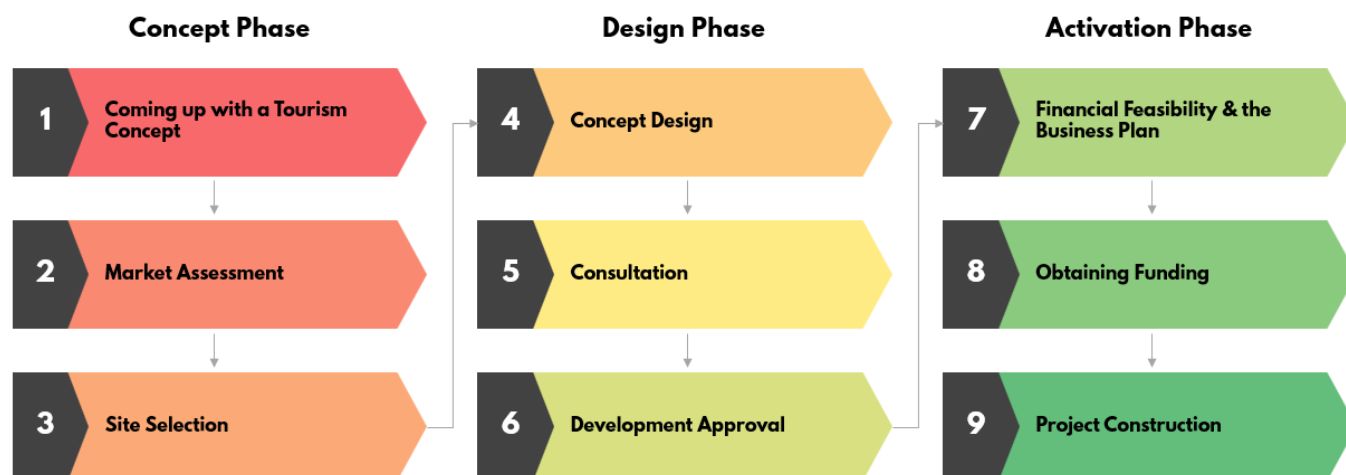 Concept Phase
1
Coming up with a Tourism
Concept
2
Market Assessment
3
Site Selection
Design Phase
4
Concept Design
5
Consultation
6
Development Approval
Activation Phase
7
Financial Feasibility & the
Business Plan
8
Obtaining Funding
9
Project Construction